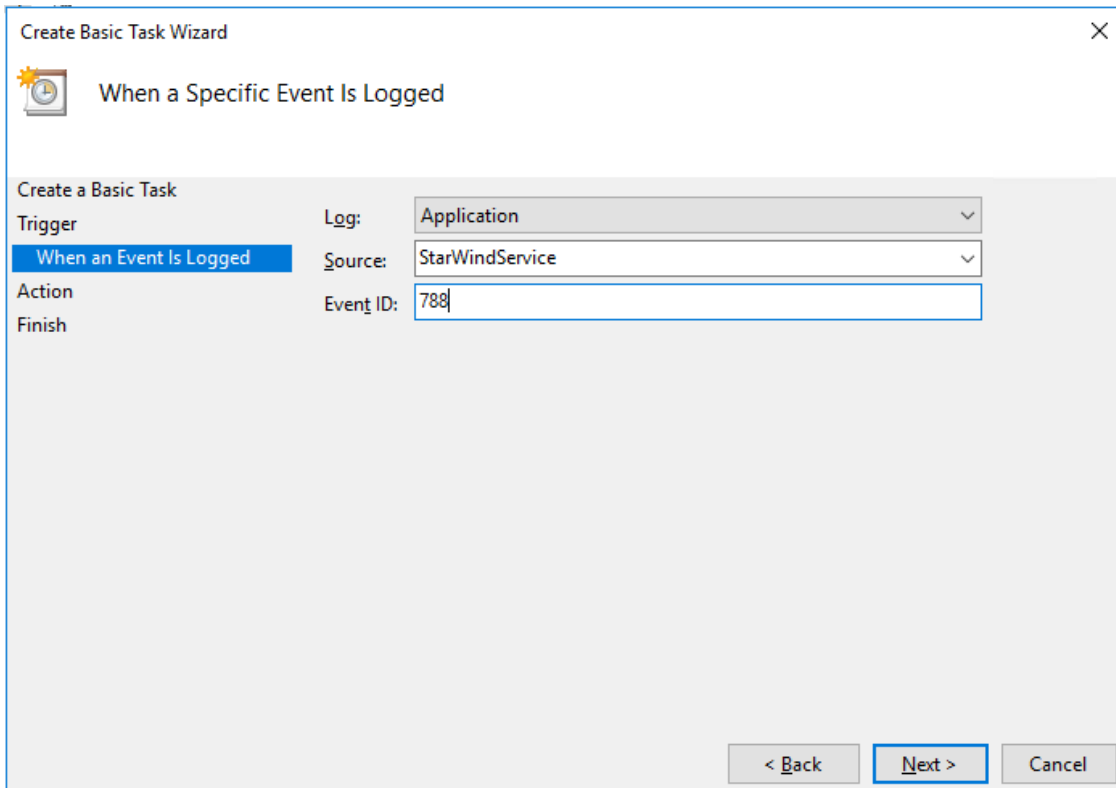 Create Basic Task Wizard
When a Specific Event Is Logged
Create a Basic Task
Trigger
When an Event Is Logged
Action
Finish
Log: Application
Source: StarWindService
Event ID: 788
< Back Next > Cancel